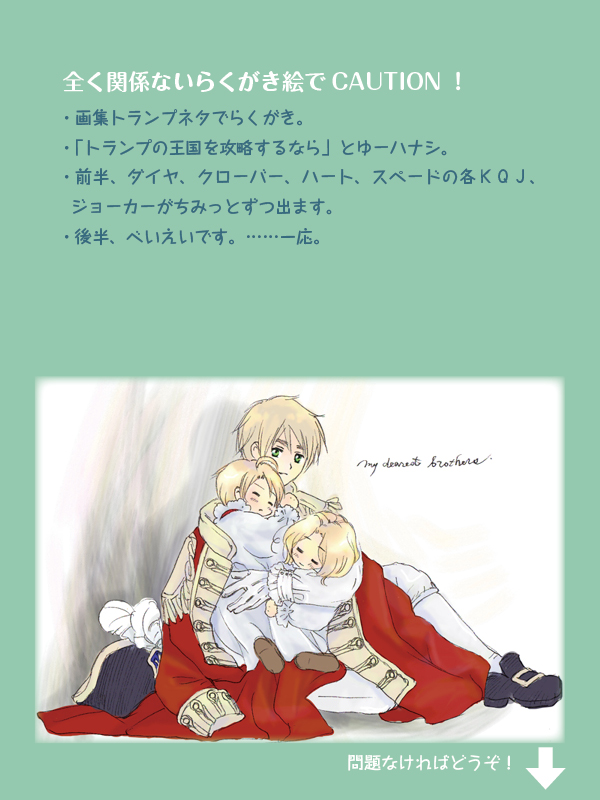 全く関係ないらくがき絵でCAUTION！
・画集トランプネタでらくがき。
・「トランプの王国を攻略するなら」とゆーハナシ。
・前半、ダイヤ、クローバー、ハート、スペードの各ＫＱＪ、
ジョーカーがちみっとずつ出ます。
・後半、べいえいです。……一応。
my dearest brothers.
問題なければどうぞ！